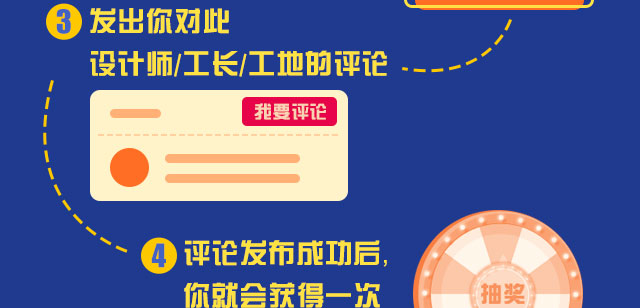 3 发出你对此
设计师/工长/工地的评论
我要评论
4 评论发布成功后,
你就会获得一次
抽奖